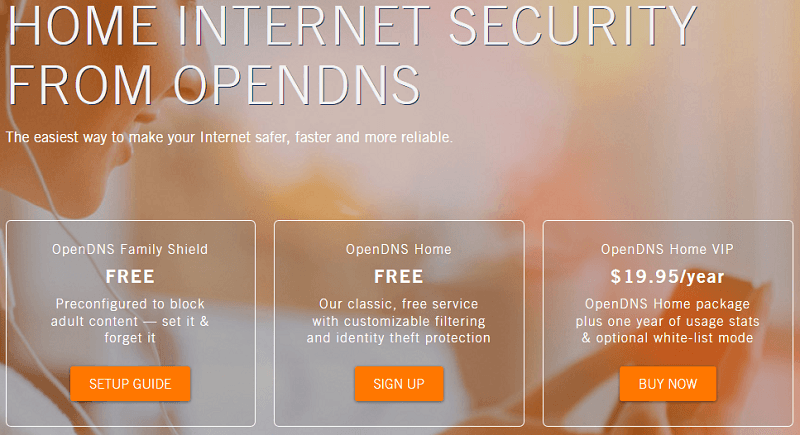 HOME INTERNET SECURITY
FROM OPENDNS
The easiest way to make your Internet safer, faster and more reliable.
OpenDNS Family Shield
FREE
Preconfigured to block
adult content — set it &
forget it
SETUP GUIDE
OpenDNS Home
FREE
Our classic, free service
with customizable filtering
and identity theft protection
SIGN UP
OpenDNS Home VIP
$19.95/year
OpenDNS Home package
plus one year of usage stats
& optional white-list mode
BUY NOW